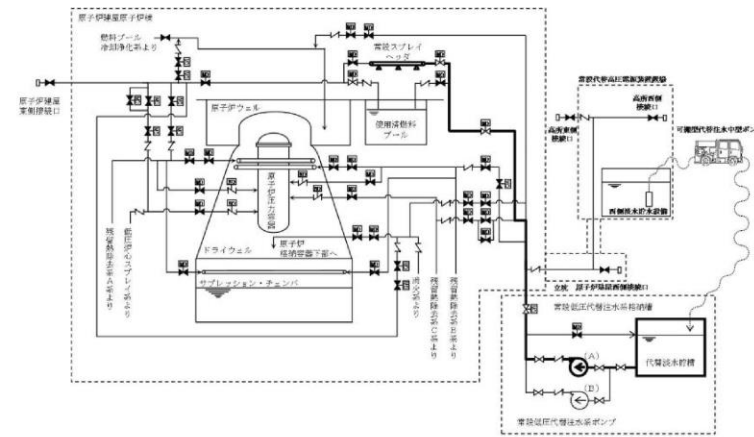 原子炉建屋原子炉棟
燃料プール
冷却浄化系より
常設スプレイ
ヘッダ
原子炉建屋
東側接続口
原子炉ウェル
使用済燃料
プール
常設代替高圧電源装置置場
高所西側
接続口
高所東側
接続口
可搬型代替注水中型ポンプ
西側淡水貯水設備
原子炉圧力容器
ドライウェル
原子炉
格納容器下部へ
サプレッション・チェンバ
残留熱除去系A系より
低圧炉心スプレイ系より
消火系より
残留熱除去系C系より
残留熱除去系B系より
立坑
原子炉建屋西側接続口
常設低圧代替注水系格納槽
代替淡水貯槽
(A)
(B)
常設低圧代替注水系ポンプ